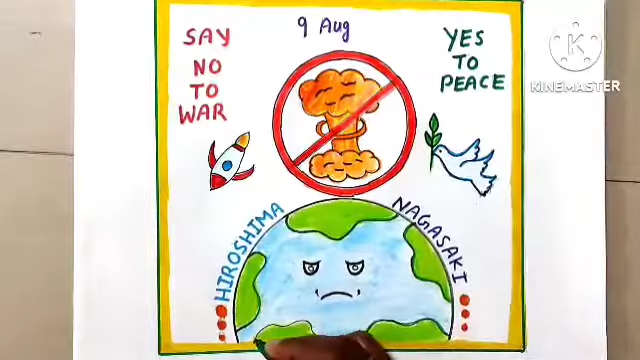 9 Aug
SAY
NO
TO
WAR
YES
TO
PEACE
KINEMASTER
HIROSHIMA
NAGASAKI